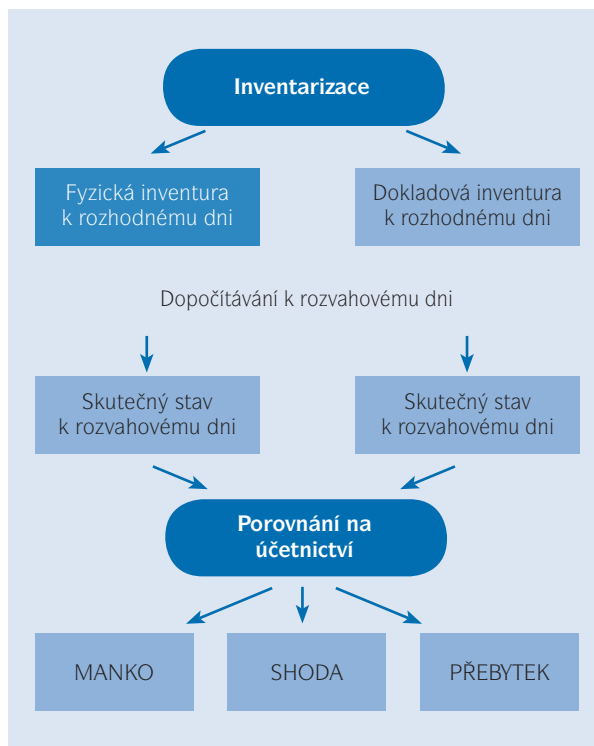 Inventarizace
Fyzická inventura
k rozhodnému dni
Dokladová inventura
k rozhodnému dni
Dopočítávání k rozvahovému dni
Skutečný stav
k rozvahovému dni
Skutečný stav
k rozvahovému dni
Porovnání na
účetnictví
MANKO
SHODA
PŘEBYTEK